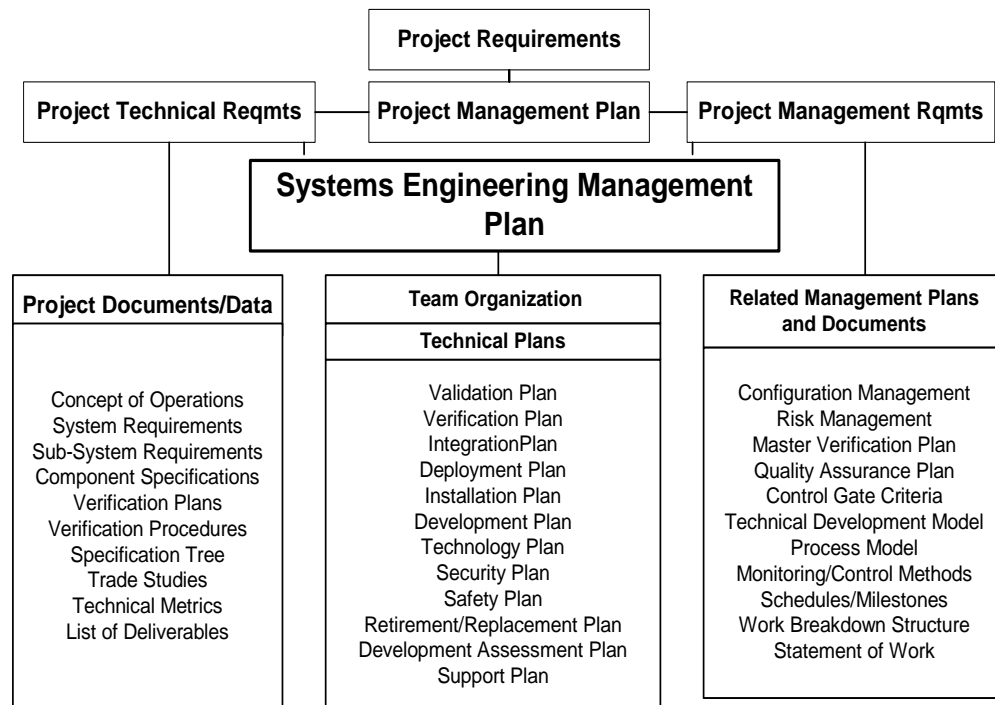 Project Requirements
Project Technical Reqmts
Project Management Plan
Project Management Rqmts
Systems Engineering Management
Plan
Project Documents/Data
Concept of Operations
System Requirements
Sub-System Requirements
Component Specifications
Verification Plans
Verification Procedures
Specification Tree
Trade Studies
Technical Metrics
List of Deliverables
Team Organization
Technical Plans
Validation Plan
Verification Plan
IntegrationPlan
Deployment Plan
Installation Plan
Development Plan
Technology Plan
Security Plan
Safety Plan
Retirement/Replacement Plan
Development Assessment Plan
Support Plan
Related Management Plans
and Documents
Configuration Management
Risk Management
Master Verification Plan
Quality Assurance Plan
Control Gate Criteria
Technical Development Model
Process Model
Monitoring/Control Methods
Schedules/Milestones
Work Breakdown Structure
Statement of Work